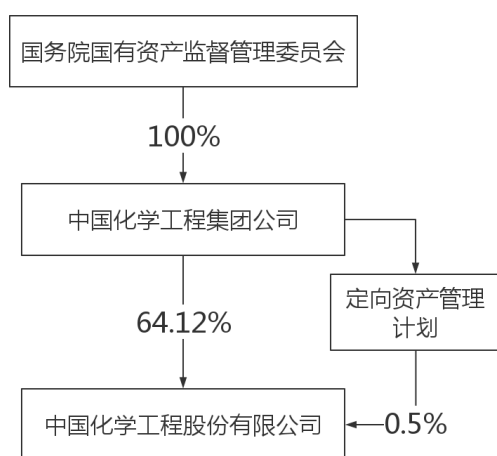 国务院国有资产监督管理委员会
100%
中国化学工程集团公司
定向资产管理
计划
64.12%
中国化学工程股份有限公司
0.5%